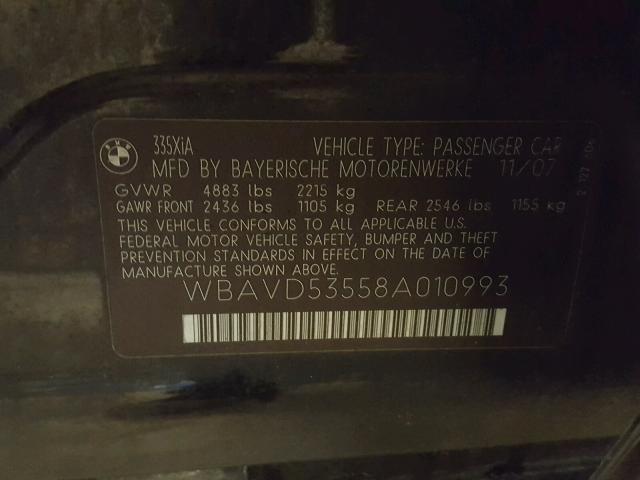 BMW
335XiA VEHICLE TYPE: PASSENGER CAR
MFD BY BAYERISCHE MOTORENWERKE 11/07
GVWR 4883 lbs 2215 kg
GAWR FRONT 2436 lbs 1105 kg REAR 2546 lbs 1155 kg
THIS VEHICLE CONFORMS TO ALL APPLICABLE U.S.
FEDERAL MOTOR VEHICLE SAFETY, BUMPER AND THEFT
PREVENTION STANDARDS IN EFFECT ON THE DATE OF
MANUFACTURE SHOWN ABOVE.
WBAVD53558A010993